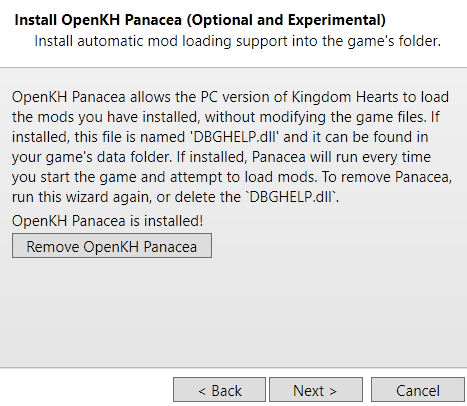 Install OpenKH Panacea (Optional and Experimental)
Install automatic mod loading support into the game's folder.
OpenKH Panacea allows the PC version of Kingdom Hearts to load
the mods you have installed, without modifying the game files. If
installed, this file is named 'DBGHELP.dll' and it can be found in
your game's data folder. If installed, Panacea will run every time
you start the game and attempt to load mods. To remove Panacea,
run this wizard again, or delete the `DBGHELP.dll`.
OpenKH Panacea is installed!
Remove OpenKH Panacea
< Back
Next >
Cancel